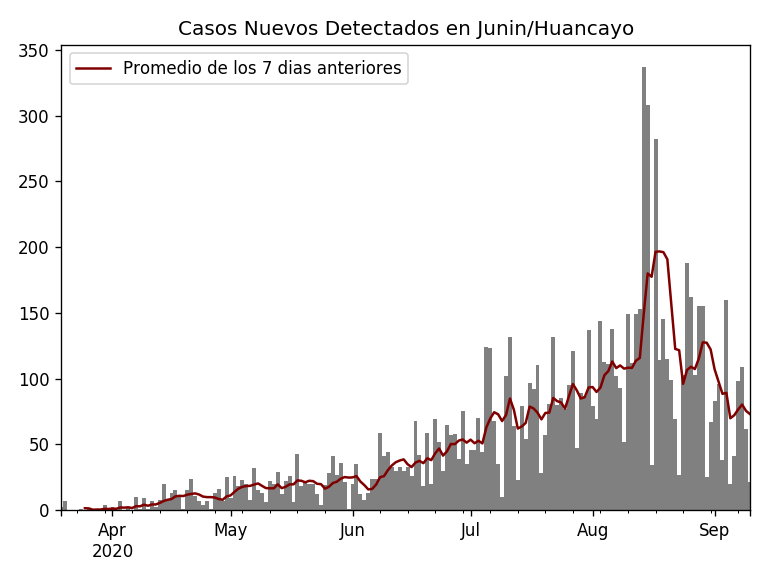 Casos Nuevos Detectados en Junin/Huancayo
Promedio de los 7 dias anteriores
350
300
250
200
150
100
50
0
Apr
2020
May
Jun
Jul
Aug
Sep